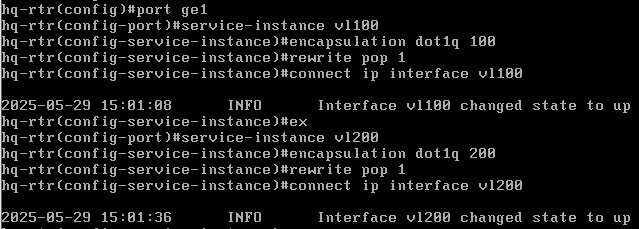 hq-rtr(config)#port ge1
hq-rtr(config-port)#service-instance vl100
hq-rtr(config-service-instance)#encapsulation dot1q 100
hq-rtr(config-service-instance)#rewrite pop 1
hq-rtr(config-service-instance)#connect ip interface vl100
2025-05-29 15:01:08 INFO Interface vl100 changed state to up
hq-rtr(config-service-instance)#ex
hq-rtr(config-port)#service-instance vl200
hq-rtr(config-service-instance)#encapsulation dot1q 200
hq-rtr(config-service-instance)#rewrite pop 1
hq-rtr(config-service-instance)#connect ip interface vl200
2025-05-29 15:01:36 INFO Interface vl200 changed state to up